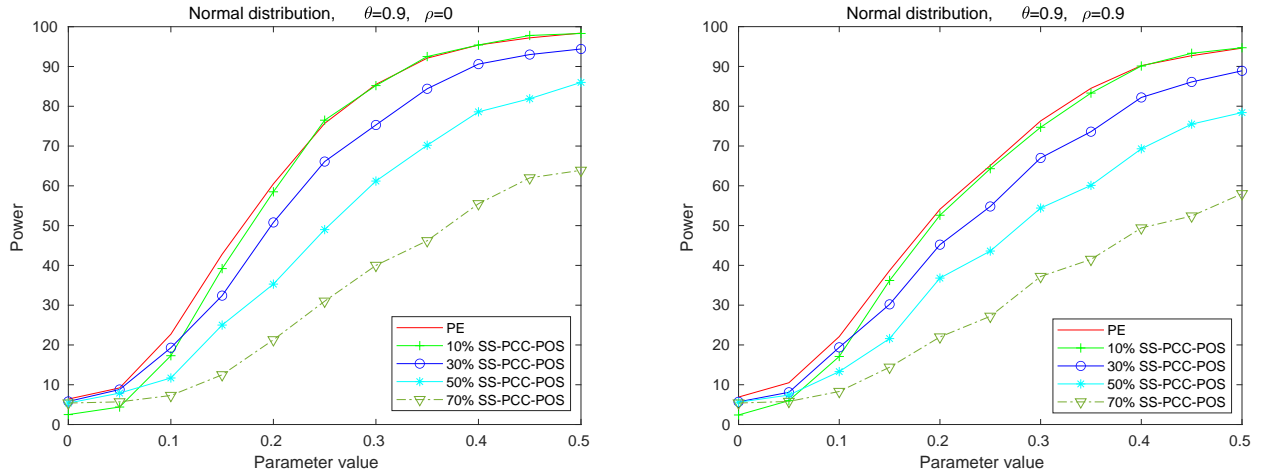 Normal distribution, θ=0.9, ρ=0
100
90
80
70
60
50
40
30
20
10
0
Power
0 0.1 0.2 0.3 0.4 0.5
Parameter value
PE
10% SS-PCC-POS
30% SS-PCC-POS
50% SS-PCC-POS
70% SS-PCC-POS
Normal distribution, θ=0.9, ρ=0.9
100
90
80
70
60
50
40
30
20
10
0
Power
0 0.1 0.2 0.3 0.4 0.5
Parameter value
PE
10% SS-PCC-POS
30% SS-PCC-POS
50% SS-PCC-POS
70% SS-PCC-POS